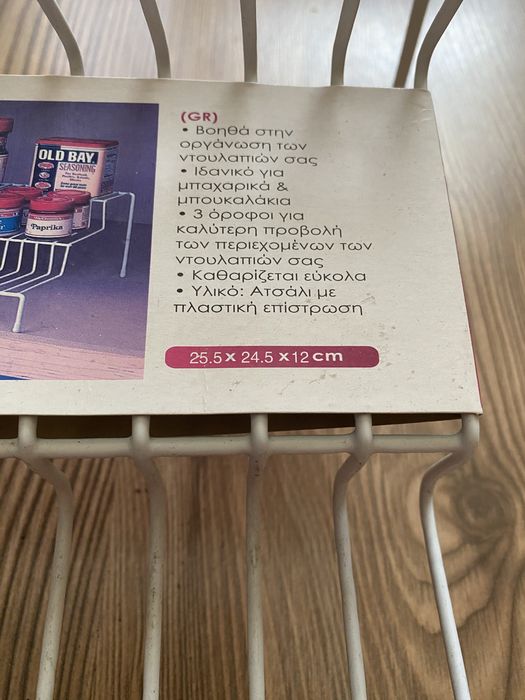 (GR)
• Βοηθά στην
οργάνωση των
ντουλαπιών σας
• Ιδανικό για
μπαχαρικά &
μπουκαλάκια
• 3 όροφοι για
καλύτερη προβολή
των περιεχομένων των
ντουλαπιών σας
• Καθαρίζεται εύκολα
• Υλικό: Ατσάλι με
πλαστική επίστρωση
25.5 x 24.5 x 12 cm
OLD BAY
SEASONING
Paprika